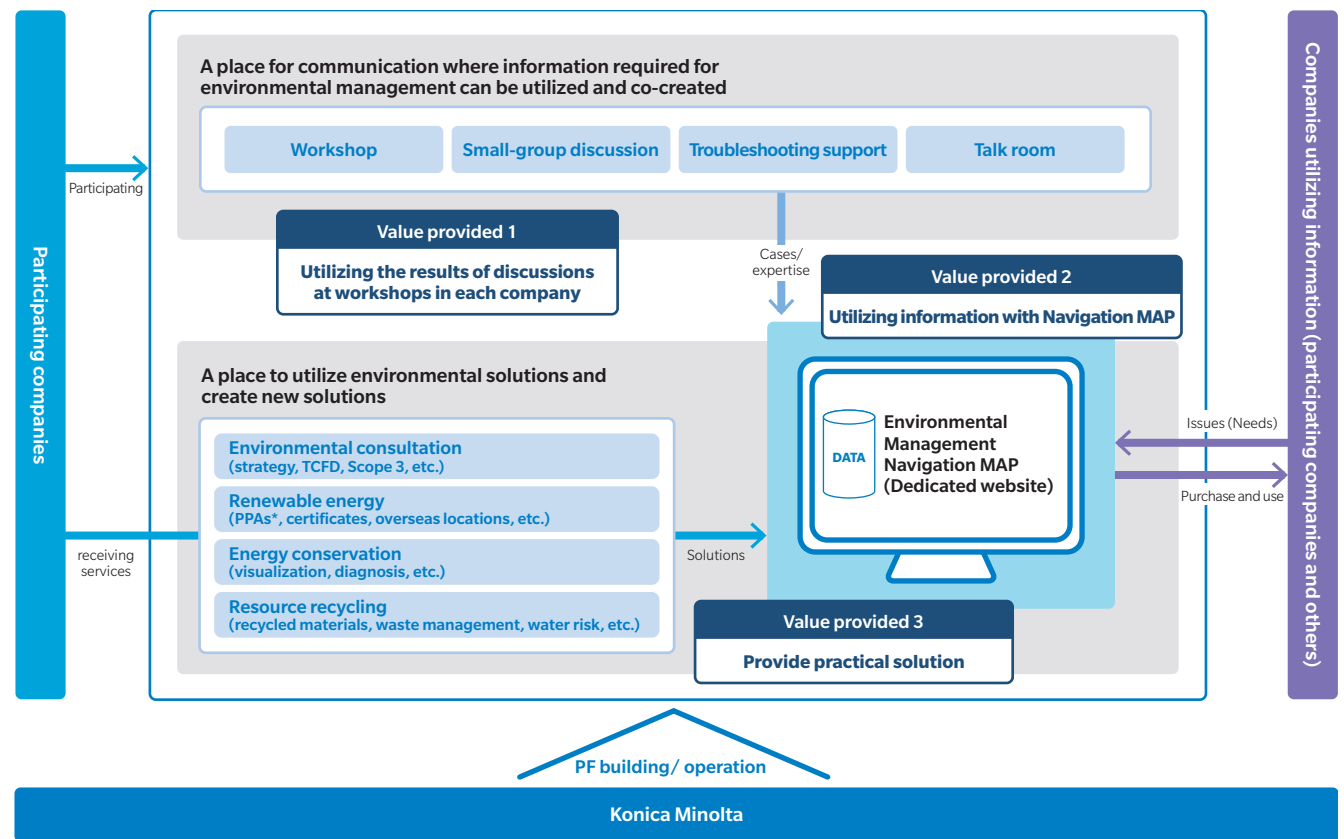 Participating companies
Participating
receiving
services
A place for communication where information required for
environmental management can be utilized and co-created
Workshop
Small-group discussion
Troubleshooting support
Talk room
Value provided 1
Utilizing the results of discussions
at workshops in each company
Cases/
expertise
Value provided 2
Utilizing information with Navigation MAP
A place to utilize environmental solutions and
create new solutions
Environmental consultation
(strategy, TCFD, Scope 3, etc.)
Renewable energy
(PPAs*, certificates, overseas locations, etc.)
Energy conservation
(visualization, diagnosis, etc.)
Resource recycling
(recycled materials, waste management, water risk, etc.)
Solutions
DATA
Environmental
Management
Navigation MAP
(Dedicated website)
Value provided 3
Provide practical solution
Issues (Needs)
Purchase and use
Companies utilizing information (participating companies and others)
PF building/ operation
Konica Minolta